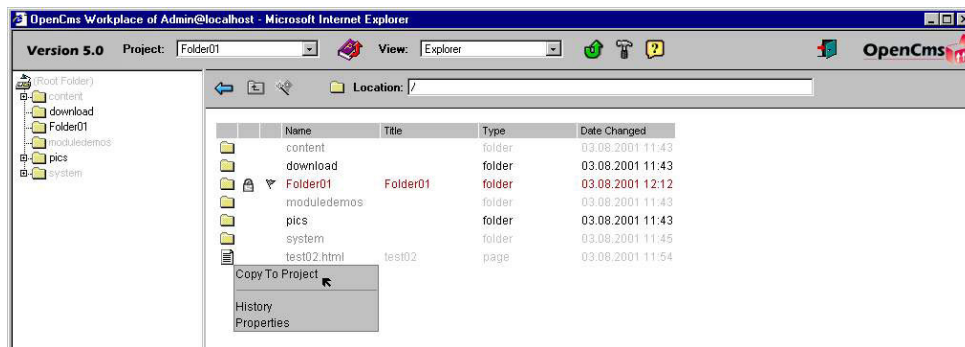 OpenCms Workplace of Admin@localhost - Microsoft Internet Explorer
Version 5.0 Project: Folder01 View: Explorer OpenCms
(Root Folder)
content
download
Folder01
moduledemos
pics
system
Location: /
Name Title Type Date Changed
content folder 03.08.2001 11:43
download folder 03.08.2001 11:43
Folder01 Folder01 folder 03.08.2001 12:12
moduledemos folder 03.08.2001 11:43
pics folder 03.08.2001 11:43
system folder 03.08.2001 11:45
test02.html test02 page 03.08.2001 11:54
Copy To Project
History
Properties